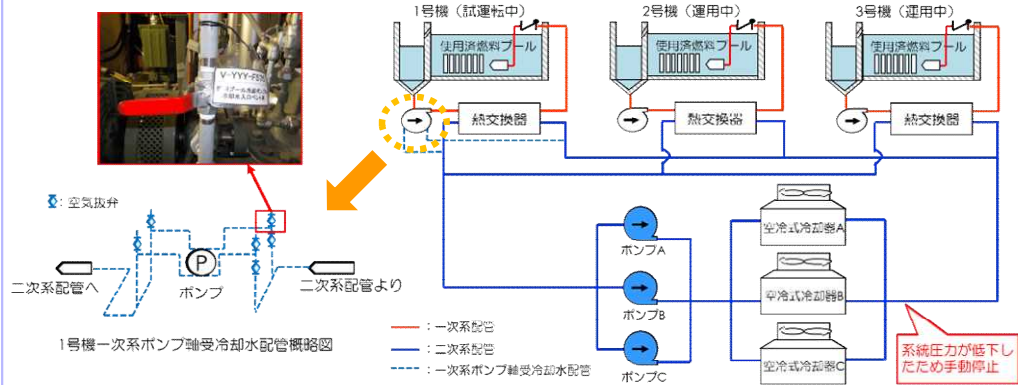 1号機（試運転中）
2号機（運用中）
3号機（運用中）
使用済燃料プール
使用済燃料プール
使用済燃料プール
熱交換器
熱交換器
熱交換器
V-YYY-F576
：空気抜弁
P
ポンプ
二次系配管へ
二次系配管より
1号機一次系ポンプ軸受冷却水配管概略図
ポンプA
ポンプB
ポンプC
空冷式冷却器A
空冷式冷却器B
空冷式冷却器C
：一次系配管
：二次系配管
：一次系ポンプ軸受冷却水配管
系統圧力が低下し
たため手動停止